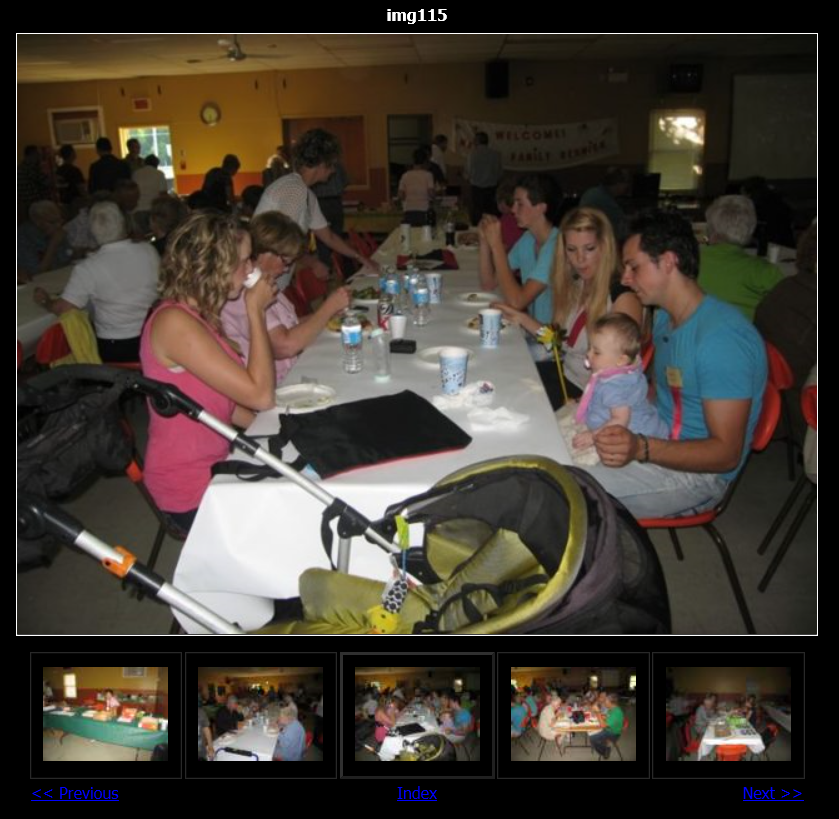 img115
WELCOME!
FAMILY REUNION
<< Previous
Index
Next >>